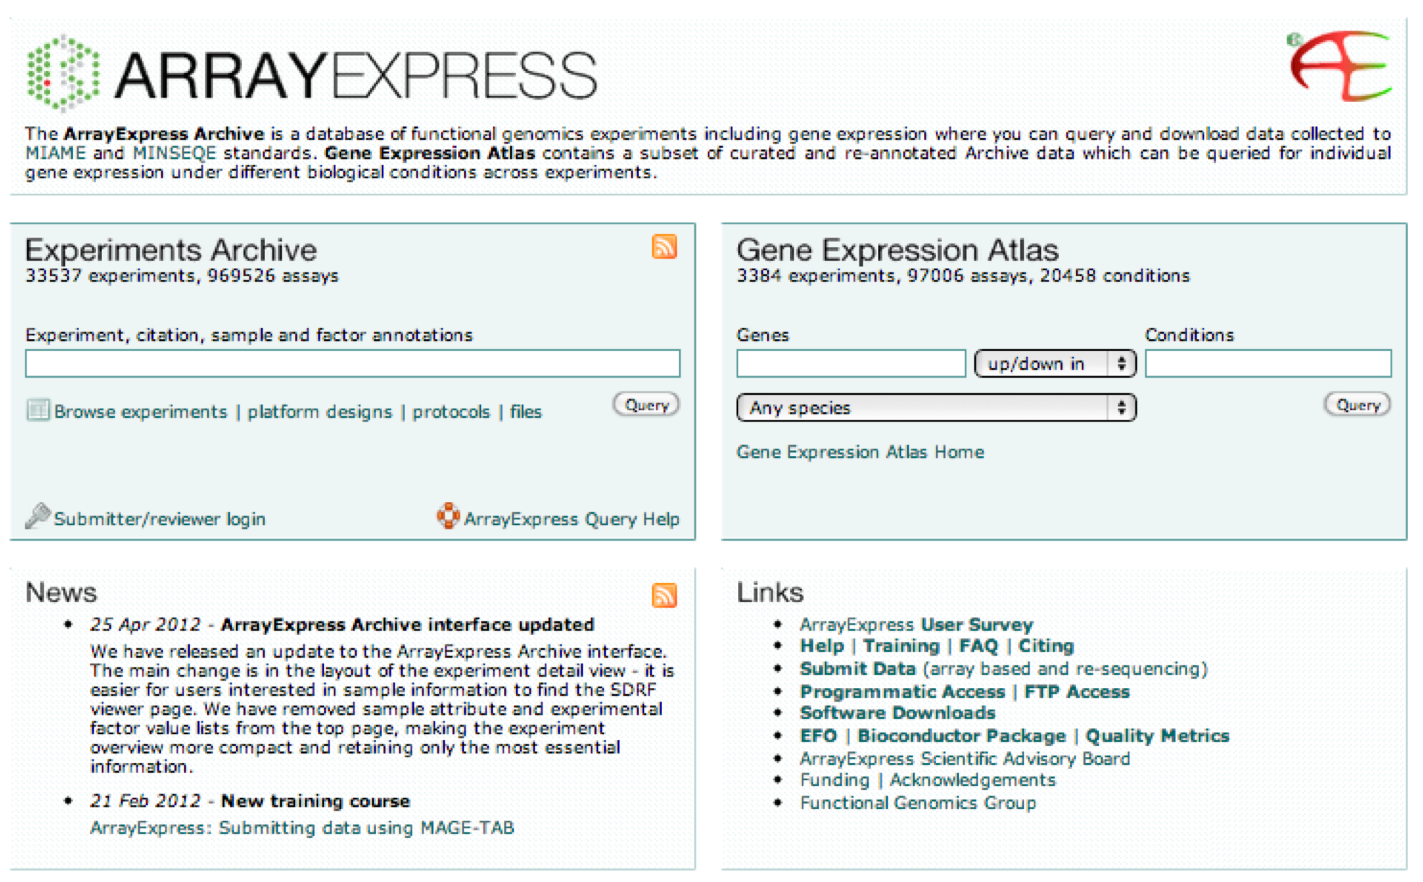 ARRAYEXPRESS
AE
The ArrayExpress Archive is a database of functional genomics experiments including gene expression where you can query and download data collected to
MIAME and MINSEQE standards. Gene Expression Atlas contains a subset of curated and re-annotated Archive data which can be queried for individual
gene expression under different biological conditions across experiments.
Experiments Archive
33537 experiments, 969526 assays
Experiment, citation, sample and factor annotations
Browse experiments | platform designs | protocols | files
Query
Submitter/reviewer login
ArrayExpress Query Help
Gene Expression Atlas
3384 experiments, 97006 assays, 20458 conditions
Genes
Conditions
up/down in
Any species
Query
Gene Expression Atlas Home
News
• 25 Apr 2012 - ArrayExpress Archive interface updated
We have released an update to the ArrayExpress Archive interface.
The main change is in the layout of the experiment detail view - it is
easier for users interested in sample information to find the SDRF
viewer page. We have removed sample attribute and experimental
factor value lists from the top page, making the experiment
overview more compact and retaining only the most essential
information.
• 21 Feb 2012 - New training course
ArrayExpress: Submitting data using MAGE-TAB
Links
• ArrayExpress User Survey
• Help | Training | FAQ | Citing
• Submit Data (array based and re-sequencing)
• Programmatic Access | FTP Access
• Software Downloads
• EFO | Bioconductor Package | Quality Metrics
• ArrayExpress Scientific Advisory Board
• Funding | Acknowledgements
• Functional Genomics Group